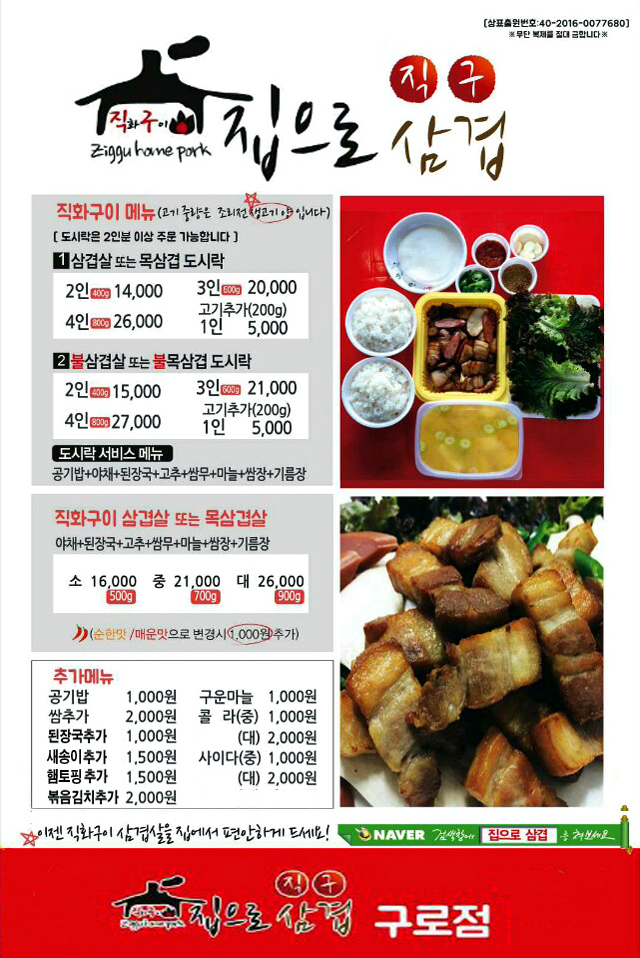 (상표출원번호:40-2016-0077680)
※무단 복제를 절대 금합니다※
직화구이
Ziggu home pork
집으로 삼겹
직구
직화구이 메뉴 (고기 중량은 조리전 생고기 양 입니다)
( 도시락은 2인분 이상 주문 가능합니다 )
1 삼겹살 또는 목삼겹 도시락
2인 400g 14,000 3인 600g 20,000
4인 800g 26,000 고기추가(200g)
1인 5,000
2 불삼겹살 또는 불목삼겹 도시락
2인 400g 15,000 3인 600g 21,000
4인 800g 27,000 고기추가(200g)
1인 5,000
도시락 서비스 메뉴
공기밥+야채+된장국+고추+쌈무+마늘+쌈장+기름장
직화구이 삼겹살 또는 목삼겹살
야채+된장국+고추+쌈무+마늘+쌈장+기름장
소 16,000 중 21,000 대 26,000
500g 700g 900g
(순한맛 /매운맛으로 변경시 1,000원 추가)
추가메뉴
공기밥 1,000원 구운마늘 1,000원
쌈추가 2,000원 콜 라(중) 1,000원
된장국추가 1,000원 (대) 2,000원
새송이추가 1,500원 사이다(중) 1,000원
햄토핑추가 1,500원 (대) 2,000원
볶음김치추가 2,000원
이젠 직화구이 삼겹살을 집에서 편안하게 드세요!
NAVER 검색창에 집으로 삼겹 을 쳐보세요
직화구이
Ziggu home pork
집으로 삼겹 구로점
직구